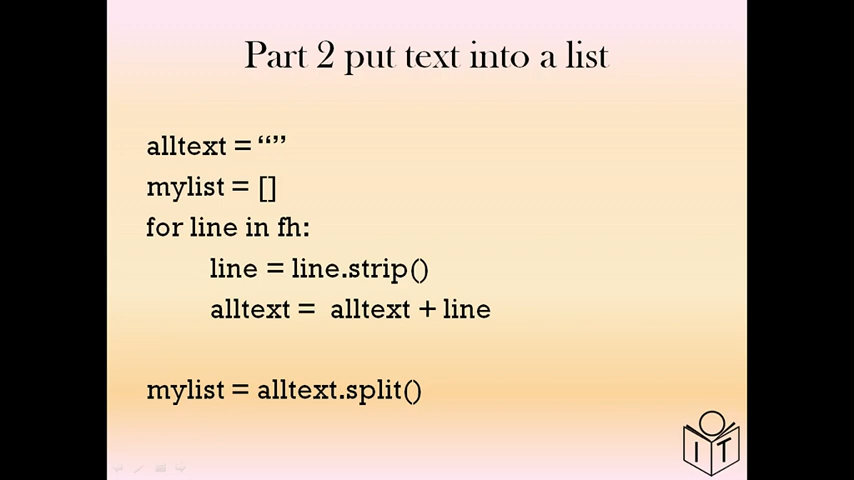 Part 2 put text into a list
alltext = “”
mylist = []
for line in fh:
line = line.strip()
alltext =  alltext + line
mylist = alltext.split()
IT